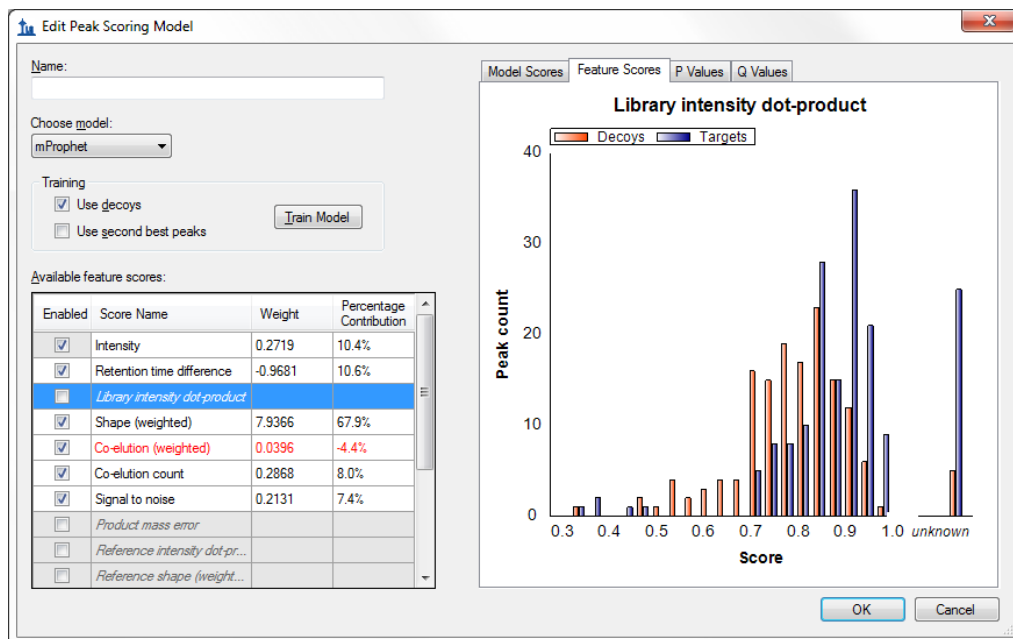 Edit Peak Scoring Model
Name:
Choose model:
mProphet
Training
Use decoys
Use second best peaks
Train Model
Available feature scores:
Enabled Score Name Weight Percentage Contribution
Intensity 0.2719 10.4%
Retention time difference -0.9681 10.6%
Library intensity dot-product
Shape (weighted) 7.9366 67.9%
Co-elution (weighted) 0.0396 -4.4%
Co-elution count 0.2868 8.0%
Signal to noise 0.2131 7.4%
Product mass error
Reference intensity dot-pr...
Reference shape (weight...
Model Scores Feature Scores P Values Q Values
Library intensity dot-product
Decoys Targets
40
30
20
10
0
Peak count
0.3 0.4 0.5 0.6 0.7 0.8 0.9 1.0 unknown
Score
OK Cancel